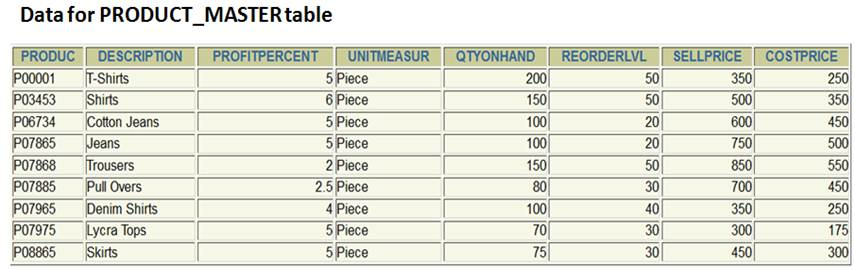 Data for PRODUCT_MASTER table
PRODUC DESCRIPTION PROFITPERCENT UNITMEASUR QTYONHAND REORDERLVL SELLPRICE COSTPRICE
P00001 T-Shirts 5 Piece 200 50 350 250
P03453 Shirts 6 Piece 150 50 500 350
P06734 Cotton Jeans 5 Piece 100 20 600 450
P07865 Jeans 5 Piece 100 20 750 500
P07868 Trousers 2 Piece 150 50 850 550
P07885 Pull Overs 2.5 Piece 80 30 700 450
P07965 Denim Shirts 4 Piece 100 40 350 250
P07975 Lycra Tops 5 Piece 70 30 300 175
P08865 Skirts 5 Piece 75 30 450 300